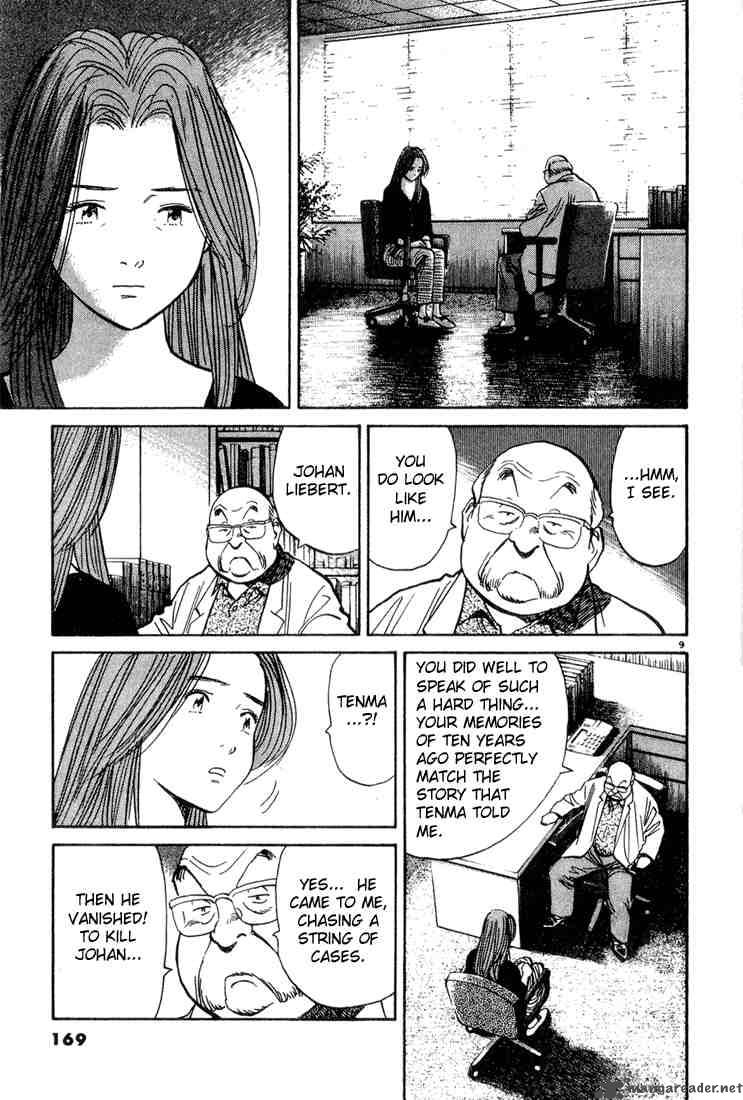 ...HMM,
I SEE.
YOU
DO LOOK
LIKE
HIM...
JOHAN
LIEBERT.
9
YOU DID WELL TO
SPEAK OF SUCH
A HARD THING...
YOUR MEMORIES
OF TEN YEARS
AGO PERFECTLY
MATCH THE
STORY THAT
TENMA TOLD
ME.
TENMA
...?!
YES... HE
CAME TO ME,
CHASING A
STRING OF
CASES.
THEN HE
VANISHED!
TO KILL
JOHAN...
169
mangareader.net